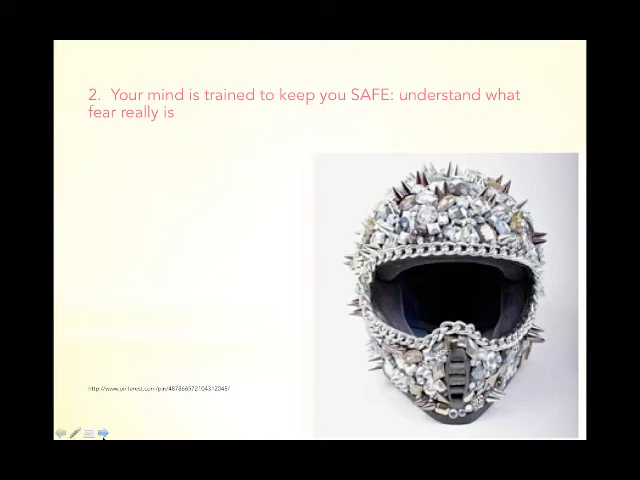 2. Your mind is trained to keep you SAFE: understand what
fear really is
http://www.pinterest.com/pin/487866572104312048/